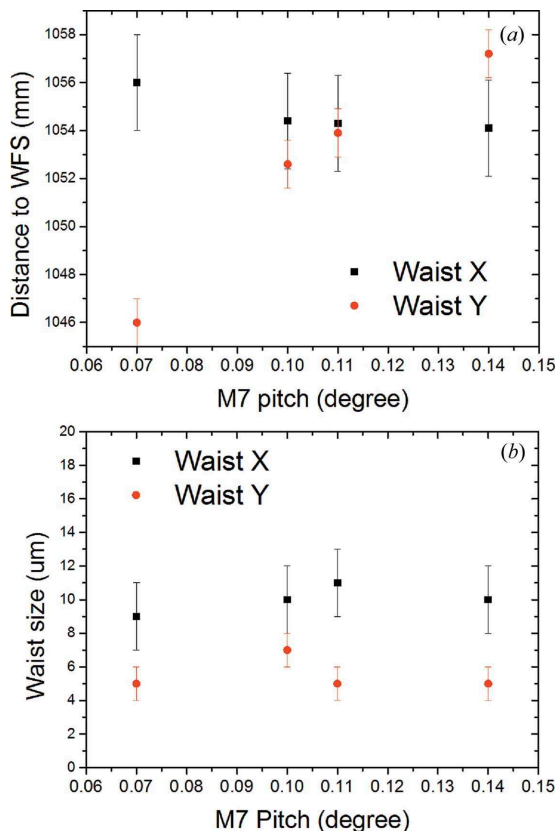 (a)
1058
1056
1054
1052
1050
1048
1046
Distance to WFS (mm)
Waist X
Waist Y
0.06 0.07 0.08 0.09 0.10 0.11 0.12 0.13 0.14 0.15
M7 pitch (degree)
(b)
20
18
16
14
12
10
8
6
4
2
0
Waist size (um)
Waist X
Waist Y
0.06 0.07 0.08 0.09 0.10 0.11 0.12 0.13 0.14 0.15
M7 Pitch (degree)